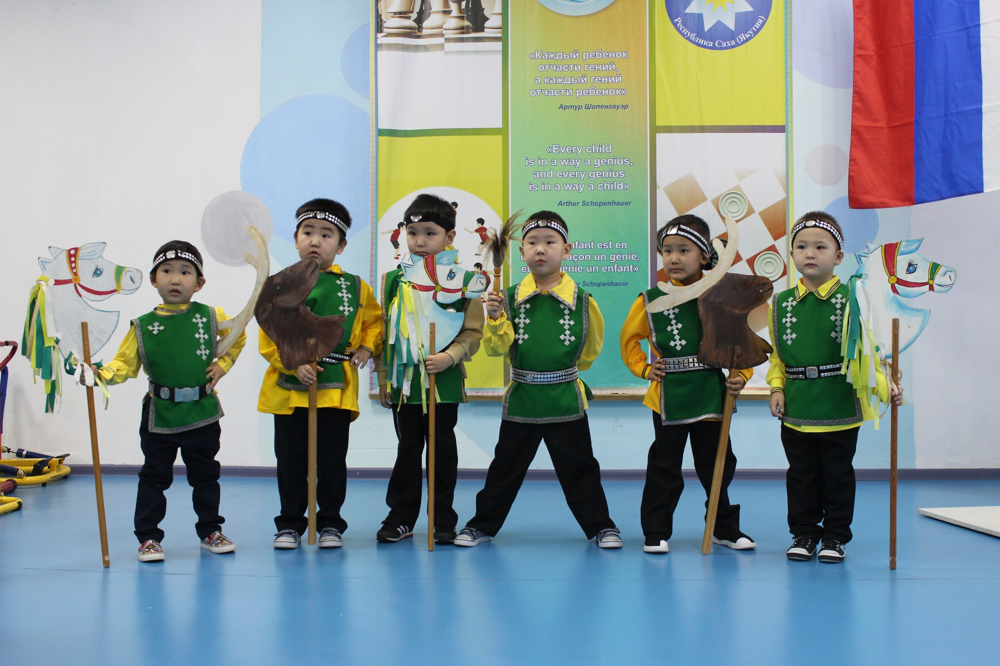 Республика Саха (Якутия)
«Каждый ребенок
отчасти гений,
а каждый гений
отчасти ребенок»
Артур Шопенгауэр
«Every child
is in a way a genius,
and every genius
is in a way a child»
Arthur Schopenhauer
enfant est en
façon un génie,
et génie un enfant»
Schopenhauer